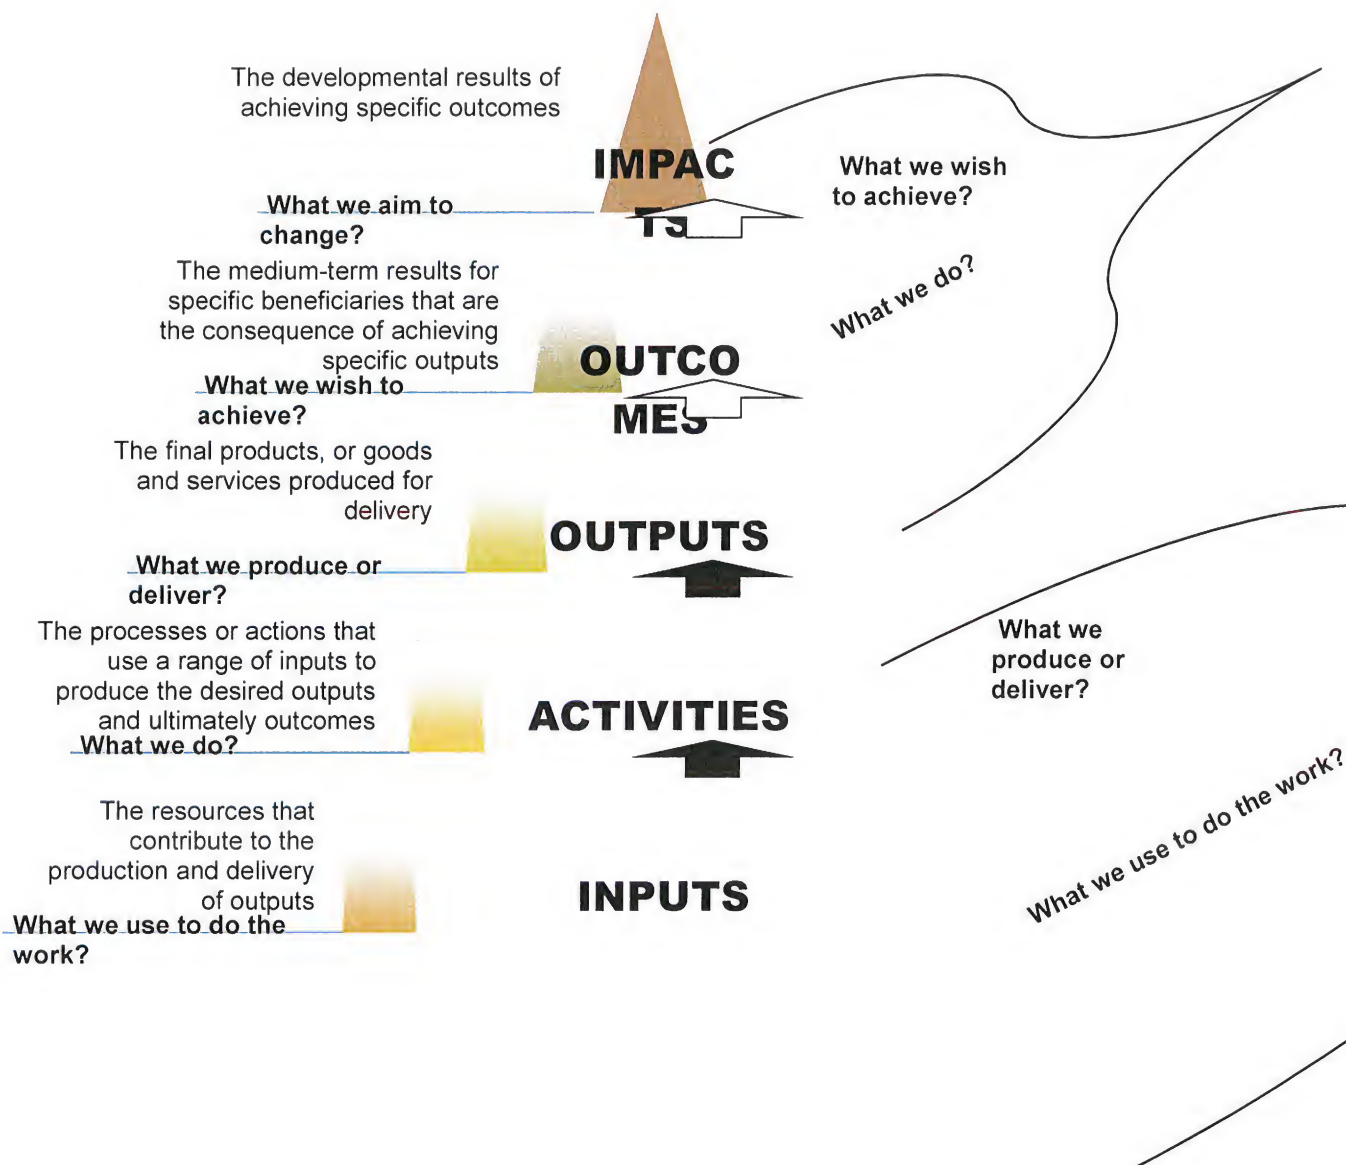 The developmental results of
achieving specific outcomes
IMPAC
TS
What we aim to
change?
What we wish
to achieve?
The medium-term results for
specific beneficiaries that are
the consequence of achieving
specific outputs
What we do?
OUTCO
MES
What we wish to
achieve?
The final products, or goods
and services produced for
delivery
OUTPUTS
What we produce or
deliver?
The processes or actions that
use a range of inputs to
produce the desired outputs
and ultimately outcomes
What we
produce or
deliver?
ACTIVITIES
What we do?
The resources that
contribute to the
production and delivery
of outputs
INPUTS
What we use to do the work?
What we use to do the
work?